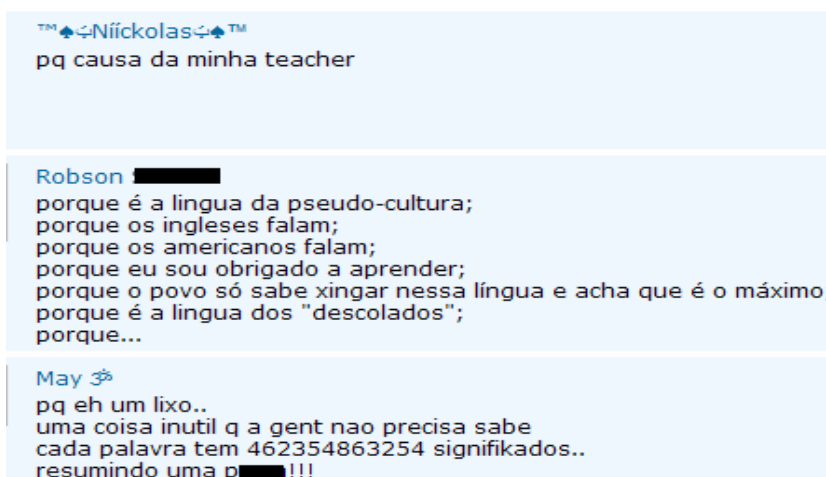 ™♠ݓNiíckolasݓ♠™
pq causa da minha teacher
Robson
porque é a lingua da pseudo-cultura;
porque os ingleses falam;
porque os americanos falam;
porque eu sou obrigado a aprender;
porque o povo só sabe xingar nessa língua e acha que é o máximo
porque é a lingua dos "descolados";
porque...
May ૐ
pq eh um lixo..
uma coisa inutil q a gent nao precisa sabe
cada palavra tem 462354863254 signifikados..
resumindo uma p!!!